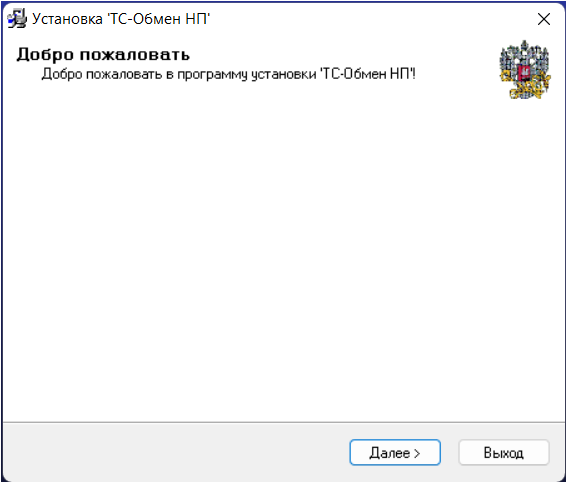 Установка 'ТС-Обмен НП'
Добро пожаловать
Добро пожаловать в программу установки 'ТС-Обмен НП'!
Далее >
Выход